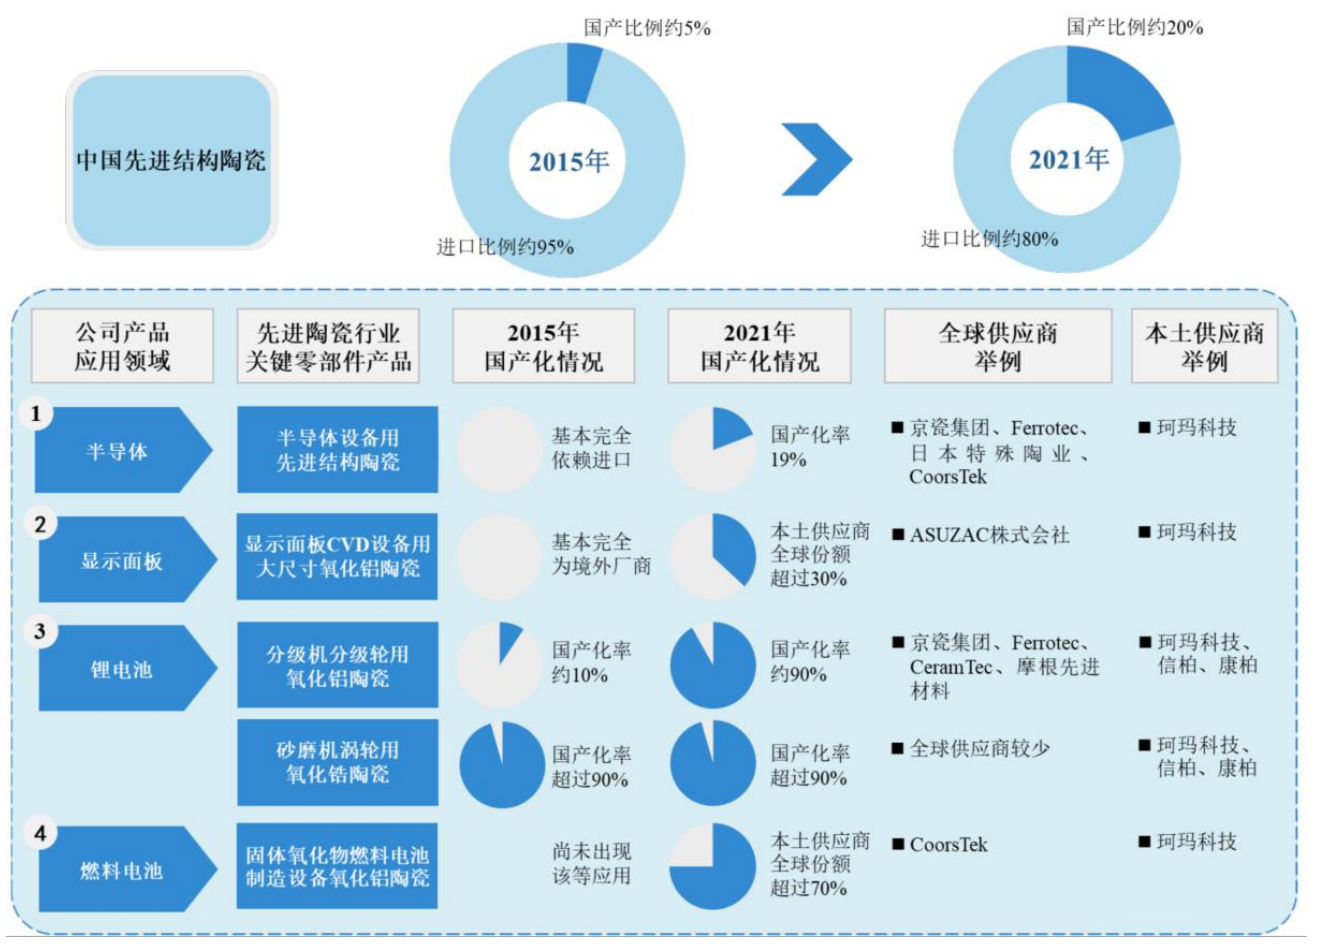 国产比例约5%
国产比例约20%
中国先进结构陶瓷
2015年
2021年
进口比例约95%
进口比例约80%
公司产品
应用领域
先进陶瓷行业
关键零部件产品
2015年
国产化情况
2021年
国产化情况
全球供应商
举例
本土供应商
举例
1
半导体
半导体设备用
先进结构陶瓷
基本完全
依赖进口
国产化率
19%
■ 京瓷集团、Ferrotec、
日本特殊陶业、
CoorsTek
■ 珂玛科技
2
显示面板
显示面板CVD设备用
大尺寸氧化铝陶瓷
基本完全
为境外厂商
本土供应商
全球份额
超过30%
■ ASUZAC株式会社
■ 珂玛科技
3
锂电池
分级机分级轮用
氧化铝陶瓷
国产化率
约10%
国产化率
约90%
■ 京瓷集团、Ferrotec、
CeramTec、摩根先进
材料
■ 珂玛科技、
信柏、康柏
砂磨机涡轮用
氧化锆陶瓷
国产化率
超过90%
国产化率
超过90%
■ 全球供应商较少
■ 珂玛科技、
信柏、康柏
4
燃料电池
固体氧化物燃料电池
制造设备氧化铝陶瓷
尚未出现
该等应用
本土供应商
全球份额
超过70%
■ CoorsTek
■ 珂玛科技